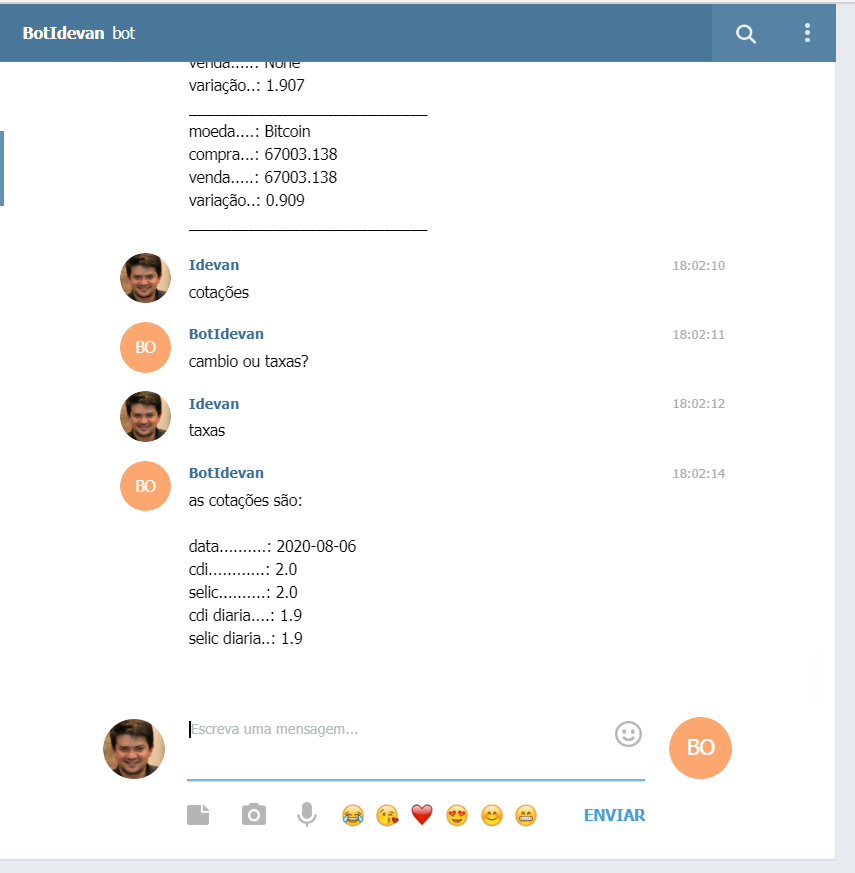 BotIdevan bot
venda.....: None
variação..: 1.907
___________________________
moeda....: Bitcoin
compra...: 67003.138
venda.....: 67003.138
variação..: 0.909
___________________________
Idevan 18:02:10
cotações
BO BotIdevan 18:02:11
cambio ou taxas?
Idevan 18:02:12
taxas
BO BotIdevan 18:02:14
as cotações são:
data..........: 2020-08-06
cdi............: 2.0
selic..........: 2.0
cdi diaria....: 1.9
selic diaria..: 1.9
Escreva uma mensagem...
BO
ENVIAR